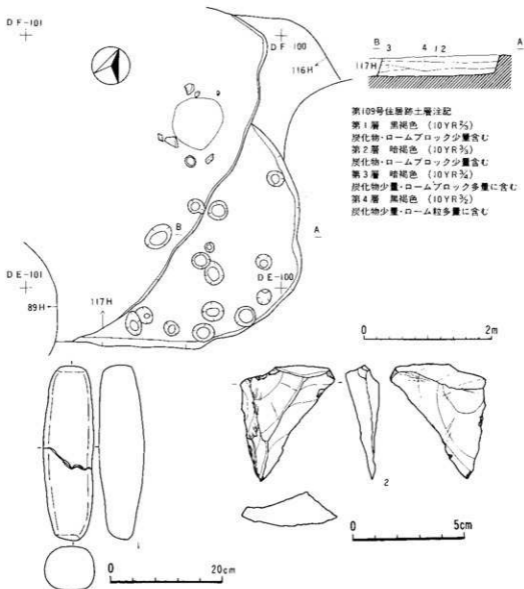 DF-101
DF-100
116H
B 3 4 12 A
117H
第109号住居跡土層注記
第1層 黒褐色 (10YR⅔)
炭化物・ロームブロック少量含む
第2層 暗褐色 (10YR⅗)
炭化物・ロームブロック少量含む
第3層 暗褐色 (10YR¾)
炭化物少量・ロームブロック多量に含む
第4層 黒褐色 (10YR⅔)
炭化物少量・ローム粒多量に含む
B
A
DE-101
DE-100
89H
117H
0 2m
1
2
0 20cm
0 5cm